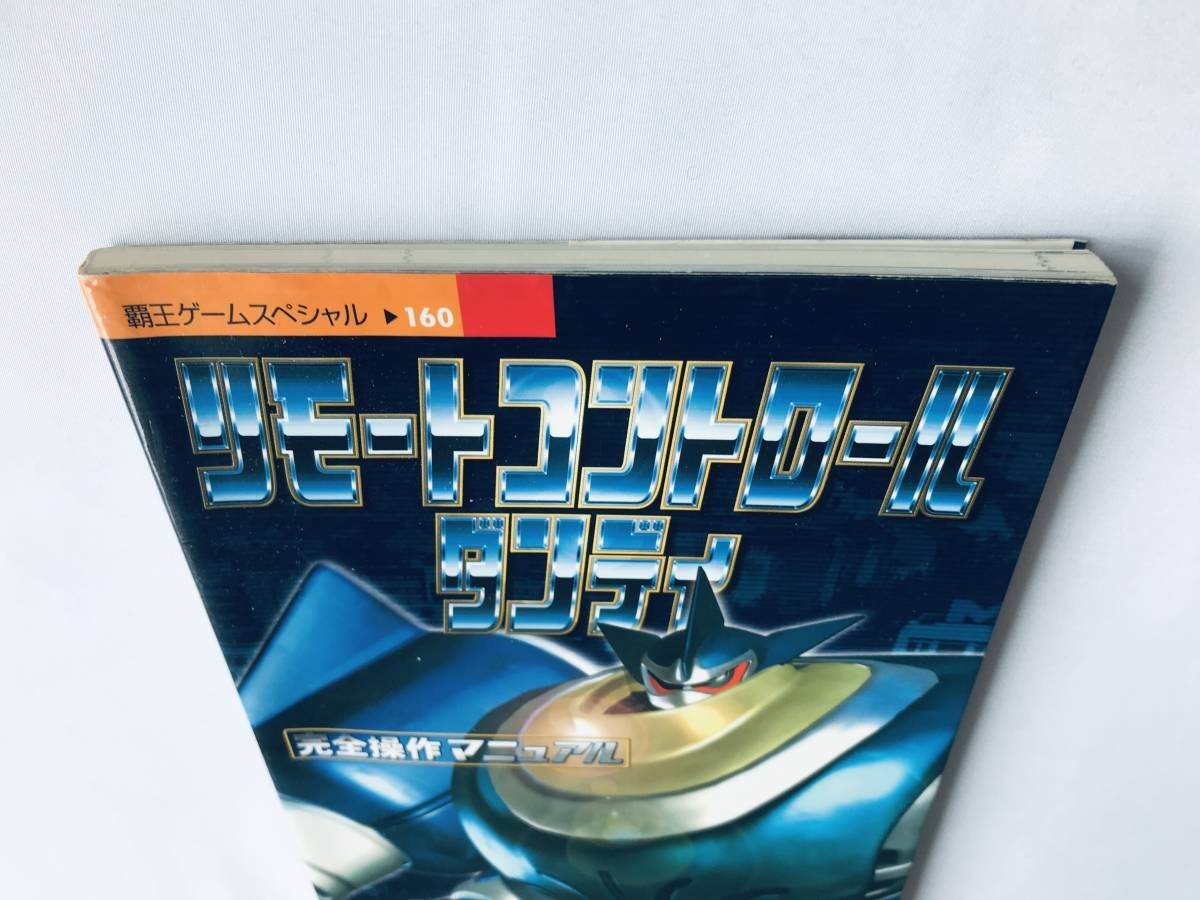 覇王ゲームスペシャル ▶160
リモートコントロール
ダンディ
完全操作マニュアル